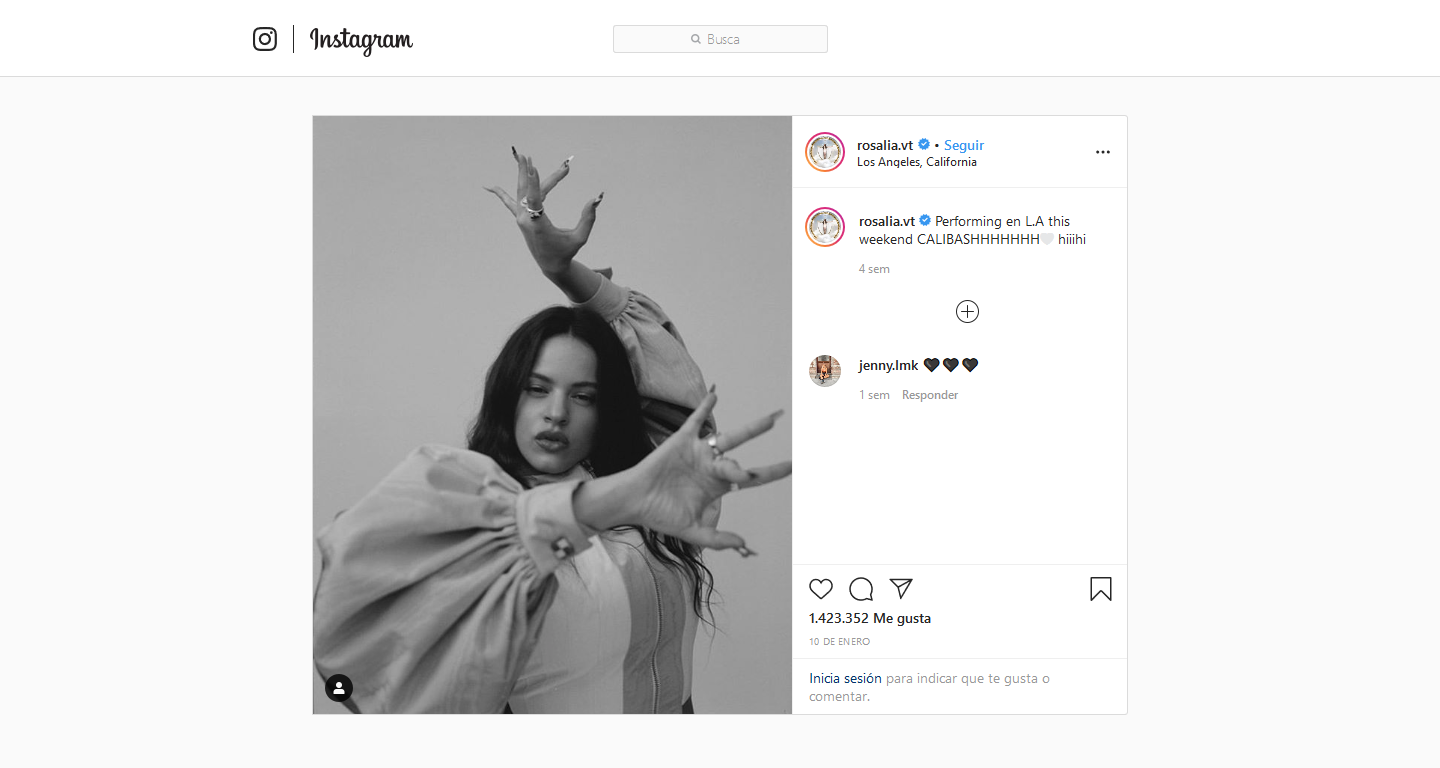 Instagram
Busca
rosalia.vt • Seguir
Los Angeles, California
rosalia.vt Performing en L.A this
weekend CALIBASHHHHHHH🤍 hiiihi
4 sem
jenny.lmk 🖤🖤🖤
1 sem Responder
1.423.352 Me gusta
10 DE ENERO
Inicia sesión para indicar que te gusta o
comentar.